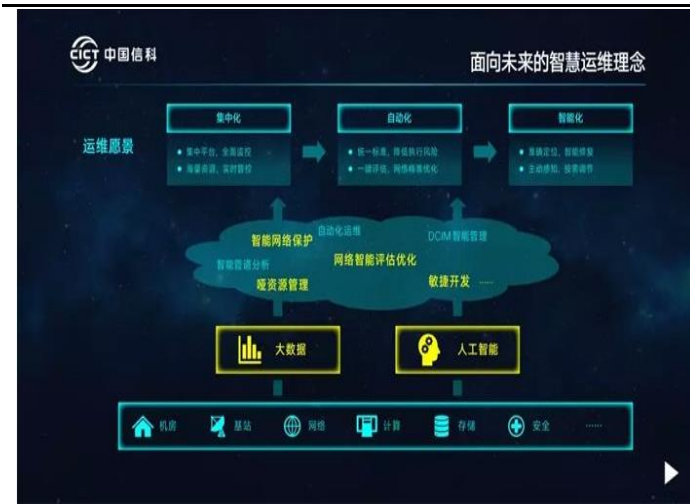 CICT 中国信科
面向未来的智慧运维理念
运维愿景
集中化
集中平台、全面监控
海量资源、实时管控
自动化
统一标准、降低执行风险
一键评估、网络精准优化
智能化
准确定位、智能修复
主动感知、按需调节
自动化运维
智能网络保护
DCIM智能管理
网络智能评估优化
智能管道分析
哑资源管理
敏捷开发 ……
大数据
人工智能
机房 基站 网络 计算 存储 安全 ……